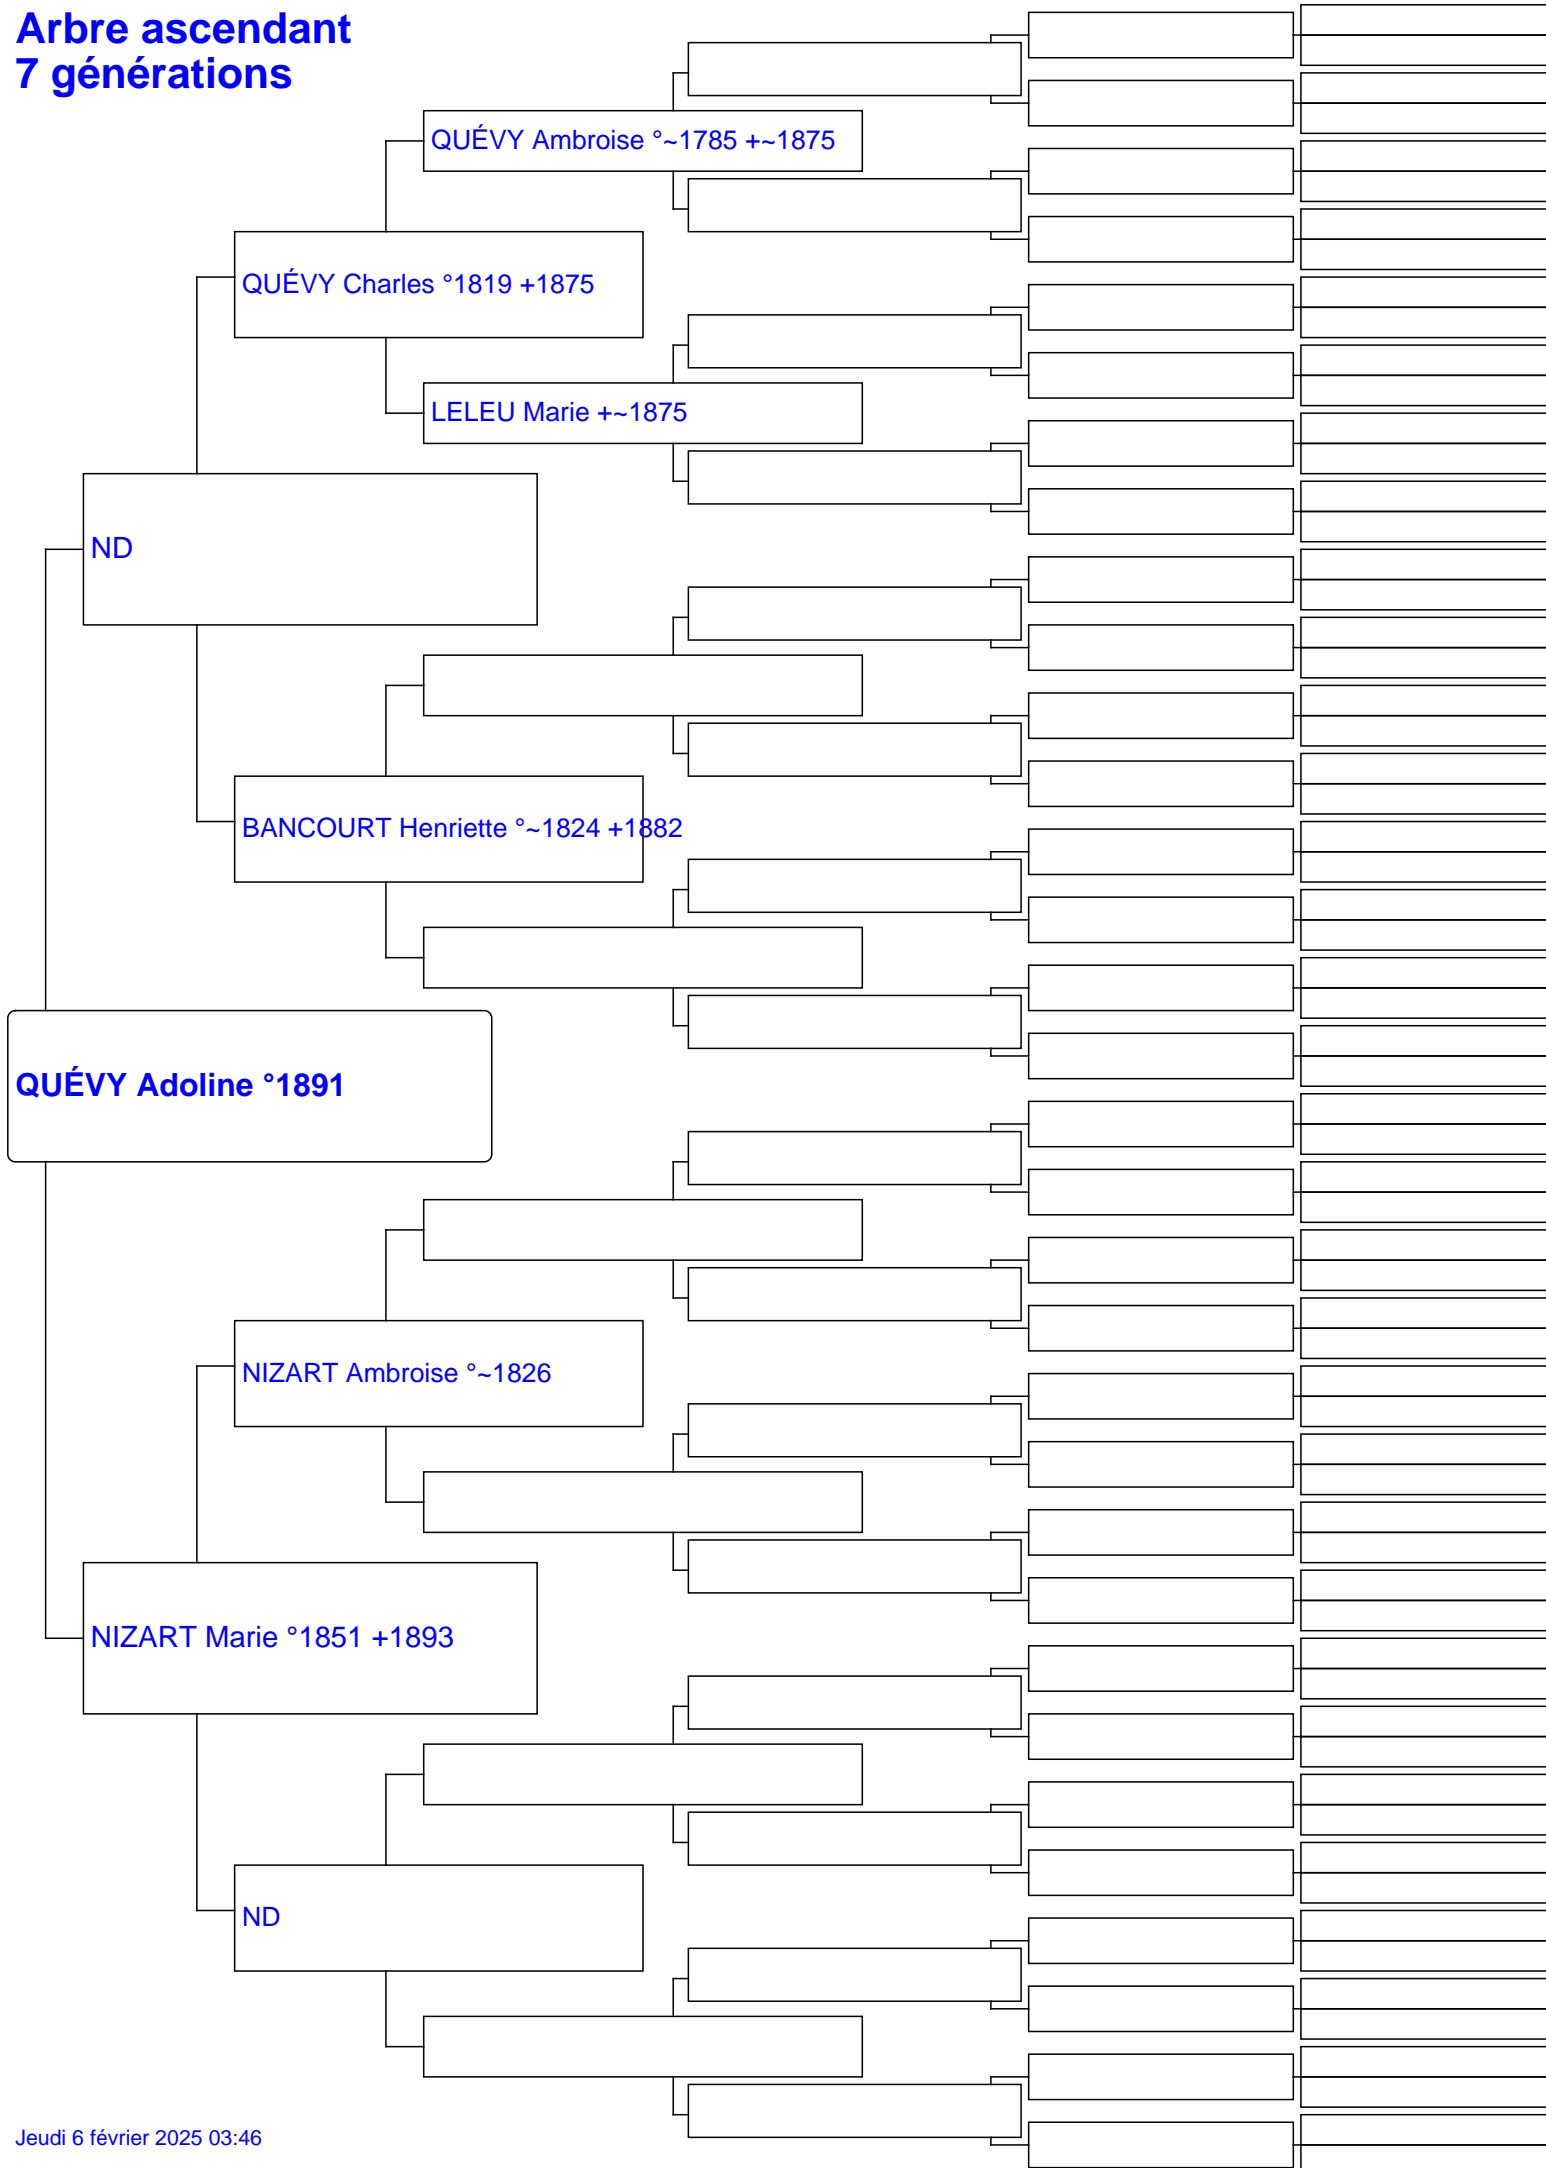 Arbre ascendant
7 générations
QUÉVY Ambroise °~1785 +~1875
QUÉVY Charles °1819 +1875
LELEU Marie +~1875
ND
BANCOURT Henriette °~1824 +1882
QUÉVY Adoline °1891
NIZART Ambroise °~1826
NIZART Marie °1851 +1893
ND
Jeudi 6 février 2025 03:46